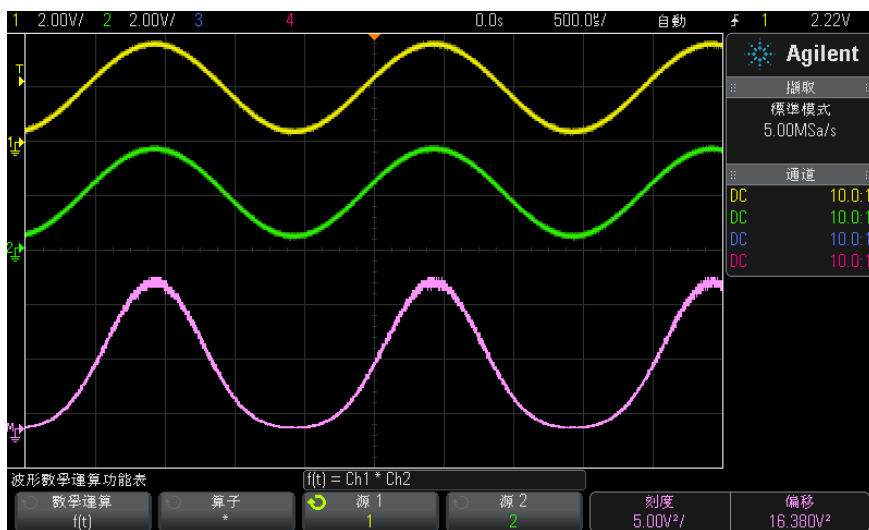 1 2.00V/ 2 2.00V/ 3 4 0.0s 500.0㎲/ 自動 1 2.22V
T
1
2
M
Agilent
擷取
標準模式
5.00MSa/s
通道
DC 10.0:1
DC 10.0:1
DC 10.0:1
DC 10.0:1
波形數學運算功能表
f(t) = Ch1 * Ch2
數學運算 f(t)
算子 *
源 1 1
源 2 2
刻度 5.00V²/
偏移 16.380V²